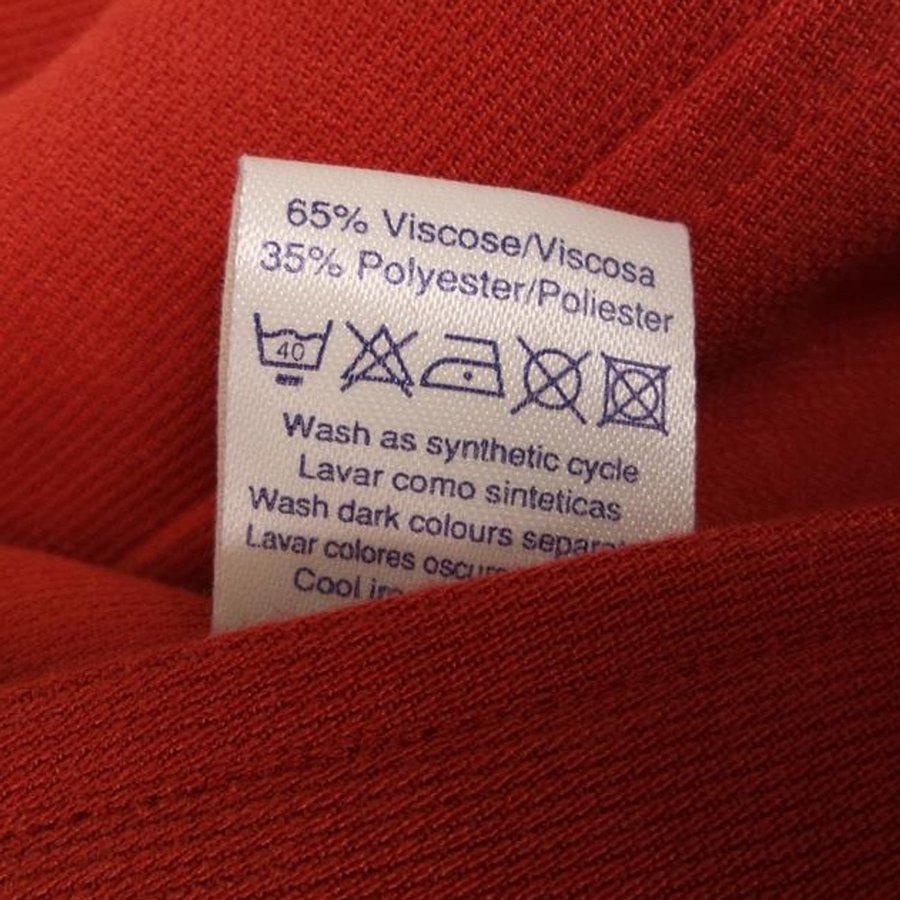 65% Viscose/Viscosa
35% Polyester/Poliester
40
Wash as synthetic cycle
Lavar como sinteticas
Wash dark colours
Lavar colores
Cool